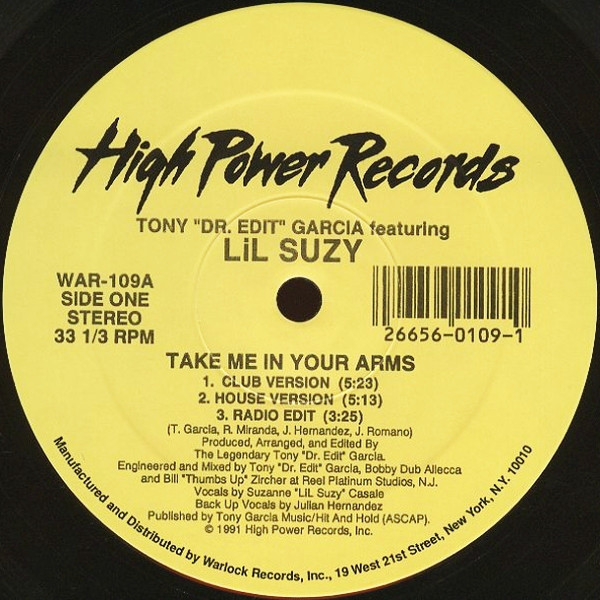 High Power Records
TONY "DR. EDIT" GARCIA featuring
LiL SUZY
WAR-109A
SIDE ONE
STEREO
33 1/3 RPM
26656-0109-1
TAKE ME IN YOUR ARMS
1. CLUB VERSION (5:23)
2. HOUSE VERSION (5:13)
3. RADIO EDIT (3:25)
(T. Garcia, R. Miranda, J. Hernandez, J. Romano)
Produced, Arranged, and Edited By
The Legendary Tony "Dr. Edit" Garcia.
Engineered and Mixed by Tony "Dr. Edit" Garcia, Bobby Dub Allecca
and Bill "Thumbs Up" Zircher at Reel Platinum Studios, N.J.
Vocals by Suzanne "LiL Suzy" Casale
Back Up Vocals by Julian Hernandez
Published by Tony Garcia Music/Hit And Hold (ASCAP).
© 1991 High Power Records, Inc.
Manufactured and Distributed by Warlock Records, Inc., 19 West 21st Street, New York, N.Y. 10010